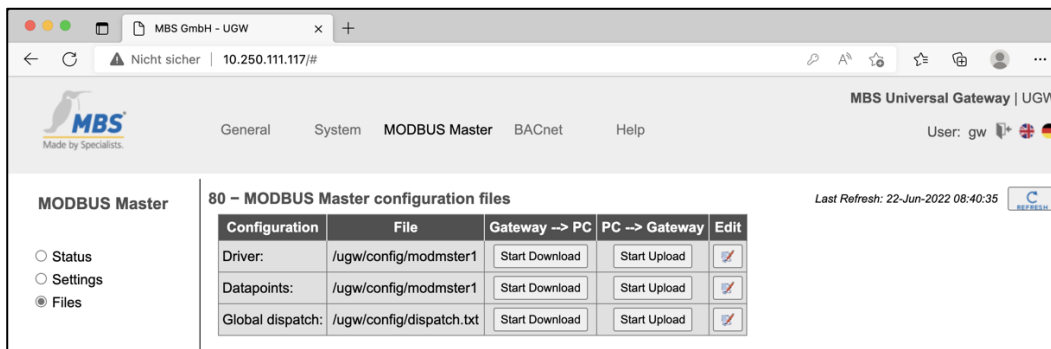 MBS GmbH - UGW
Nicht sicher | 10.250.111.117/#
MBS
Made by Specialists.
General System MODBUS Master BACnet Help
MBS Universal Gateway | UGW
User: gw
MODBUS Master
Status
Settings
Files
80 – MODBUS Master configuration files
Last Refresh: 22-Jun-2022 08:40:35
REFRESH
Configuration File Gateway --> PC PC --> Gateway Edit
Driver: /ugw/config/modmster1 Start Download Start Upload
Datapoints: /ugw/config/modmster1 Start Download Start Upload
Global dispatch: /ugw/config/dispatch.txt Start Download Start Upload